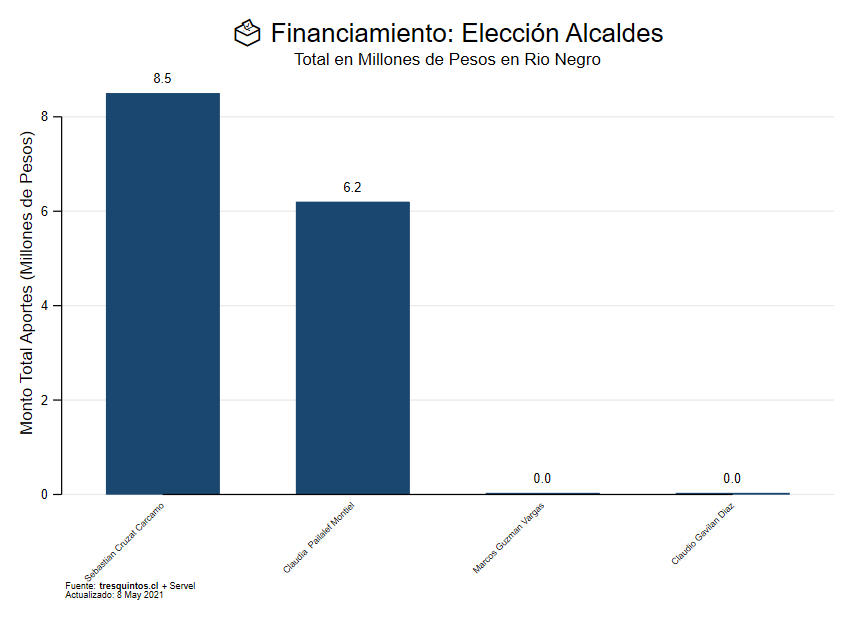 Financiamiento: Elección Alcaldes
Total en Millones de Pesos en Rio Negro
Monto Total Aportes (Millones de Pesos)
8
6
4
2
0
8.5
6.2
0.0
0.0
Sebastian Cruzat Carcamo
Claudia Pailalef Montiel
Marcos Guzman Vargas
Claudio Gavilan Diaz
Fuente: tresquintos.cl + Servel
Actualizado: 8 May 2021